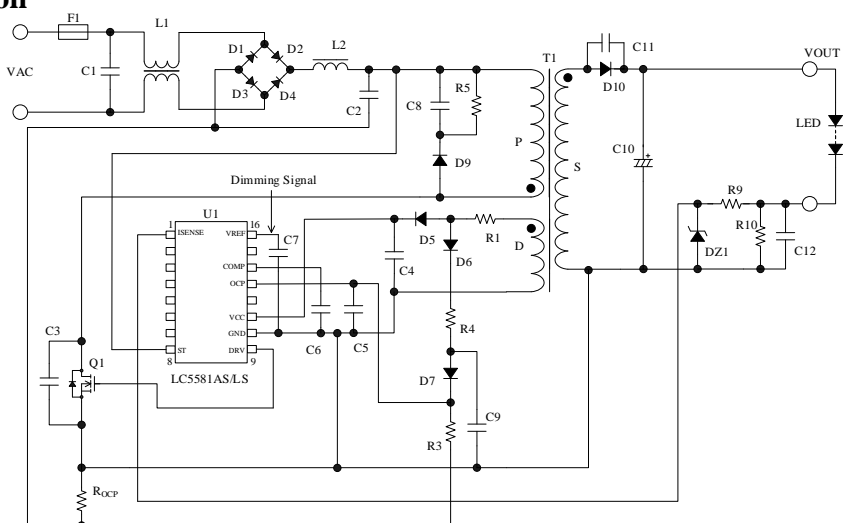 F1
L1
VAC
C1
D1
D2
D3
D4
L2
C2
C8
R5
D9
T1
P
S
D
C11
D10
VOUT
LED
C10
R9
R10
DZ1
C12
Dimming Signal
U1
1
16
ISENSE
VREF
COMP
OCP
VCC
GND
ST
DRV
8
9
LC5581AS/LS
C7
C6
C5
C4
D5
D6
R1
R4
D7
C9
R3
C3
Q1
ROCP